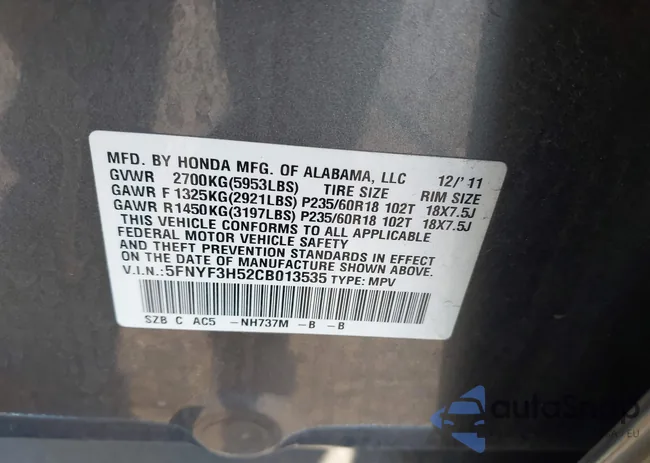 MFD. BY HONDA MFG. OF ALABAMA, LLC 12/'11
GVWR 2700KG(5953LBS) TIRE SIZE RIM SIZE
GAWR F 1325KG(2921LBS) P235/60R18 102T 18X7.5J
GAWR R 1450KG(3197LBS) P235/60R18 102T 18X7.5J
THIS VEHICLE CONFORMS TO ALL APPLICABLE
FEDERAL MOTOR VEHICLE SAFETY
AND THEFT PREVENTION STANDARDS
IN EFFECT ON THE DATE OF MANUFACTURE SHOWN ABOVE.
V.I.N.:5FNYF3H52CB013535 TYPE: MPV
SZB C AC5 -NH737M -B -B
autoSnap
EU